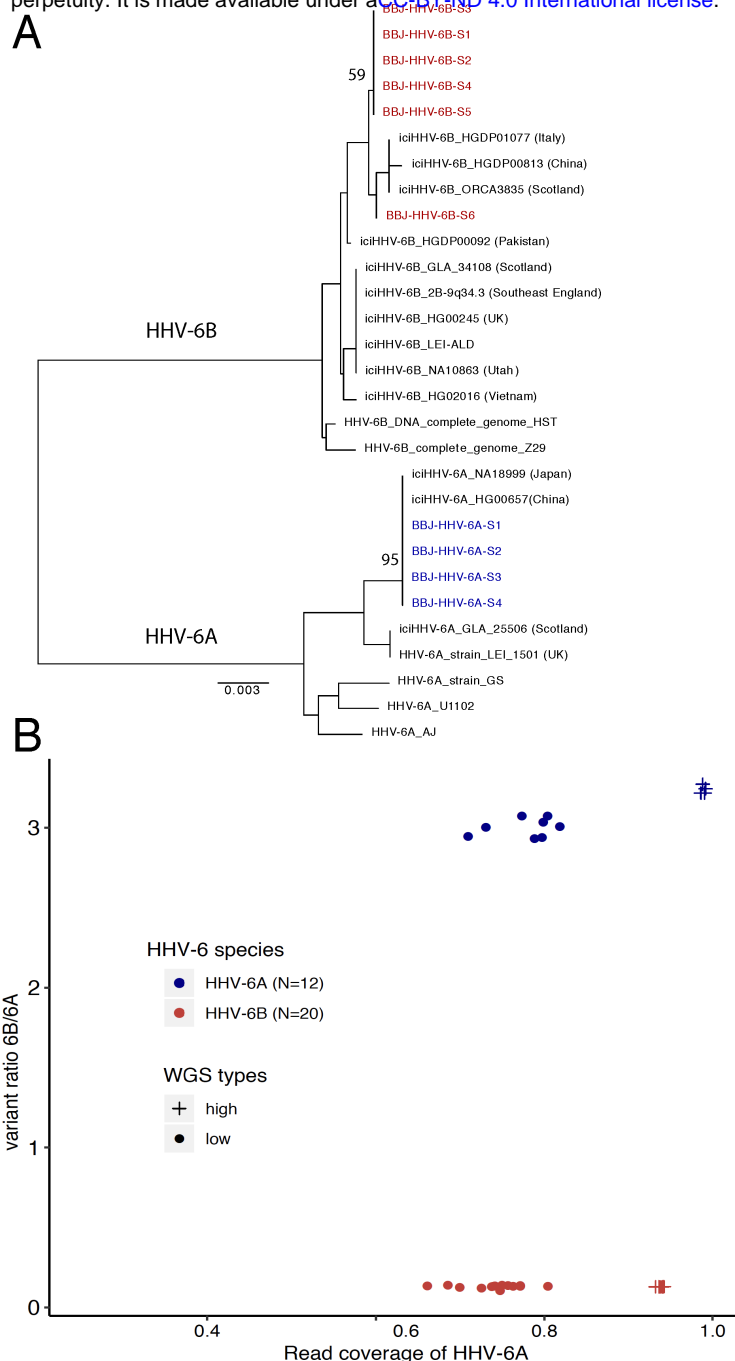 perpetuity. It is made available under aCC-BY-ND 4.0 International license.
A
BBJ-HHV-6B-S3
BBJ-HHV-6B-S1
BBJ-HHV-6B-S2
59
BBJ-HHV-6B-S4
BBJ-HHV-6B-S5
iciHHV-6B_HGDP01077 (Italy)
iciHHV-6B_HGDP00813 (China)
iciHHV-6B_ORCA3835 (Scotland)
BBJ-HHV-6B-S6
iciHHV-6B_HGDP00092 (Pakistan)
iciHHV-6B_GLA_34108 (Scotland)
iciHHV-6B_2B-9q34.3 (Southeast England)
iciHHV-6B_HG00245 (UK)
HHV-6B
iciHHV-6B_LEI-ALD
iciHHV-6B_NA10863 (Utah)
iciHHV-6B_HG02016 (Vietnam)
HHV-6B_DNA_complete_genome_HST
HHV-6B_complete_genome_Z29
iciHHV-6A_NA18999 (Japan)
iciHHV-6A_HG00657(China)
BBJ-HHV-6A-S1
BBJ-HHV-6A-S2
95
BBJ-HHV-6A-S3
BBJ-HHV-6A-S4
iciHHV-6A_GLA_25506 (Scotland)
HHV-6A
HHV-6A_strain_LEI_1501 (UK)
HHV-6A_strain_GS
0.003
HHV-6A_U1102
HHV-6A_AJ
B
3
2
1
0
variant ratio 6B/6A
HHV-6 species
HHV-6A (N=12)
HHV-6B (N=20)
WGS types
high
low
0.4 0.6 0.8 1.0
Read coverage of HHV-6A